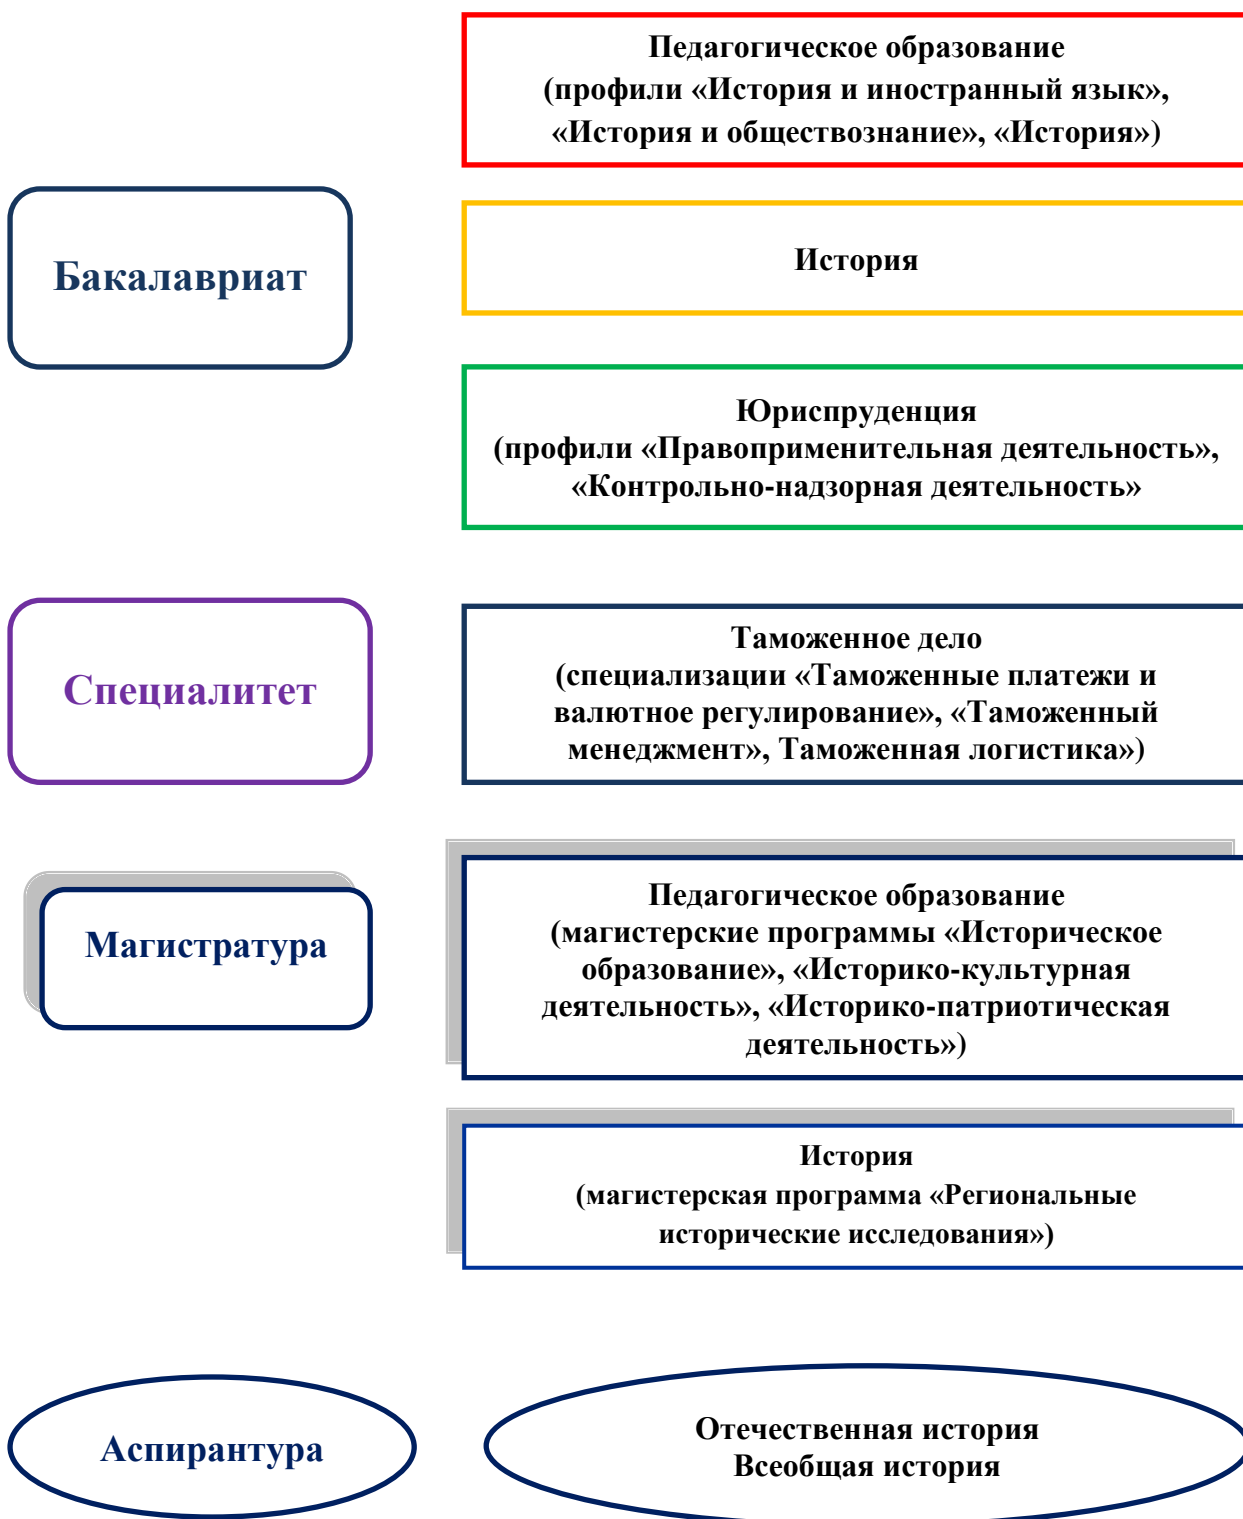 Педагогическое образование
(профили «История и иностранный язык»,
«История и обществознание», «История»)
Бакалавриат
История
Юриспруденция
(профили «Правоприменительная деятельность»,
«Контрольно-надзорная деятельность»
Специалитет
Таможенное дело
(специализации «Таможенные платежи и
валютное регулирование», «Таможенный
менеджмент», Таможенная логистика»)
Магистратура
Педагогическое образование
(магистерские программы «Историческое
образование», «Историко-культурная
деятельность», «Историко-патриотическая
деятельность»)
История
(магистерская программа «Региональные
исторические исследования»)
Аспирантура
Отечественная история
Всеобщая история